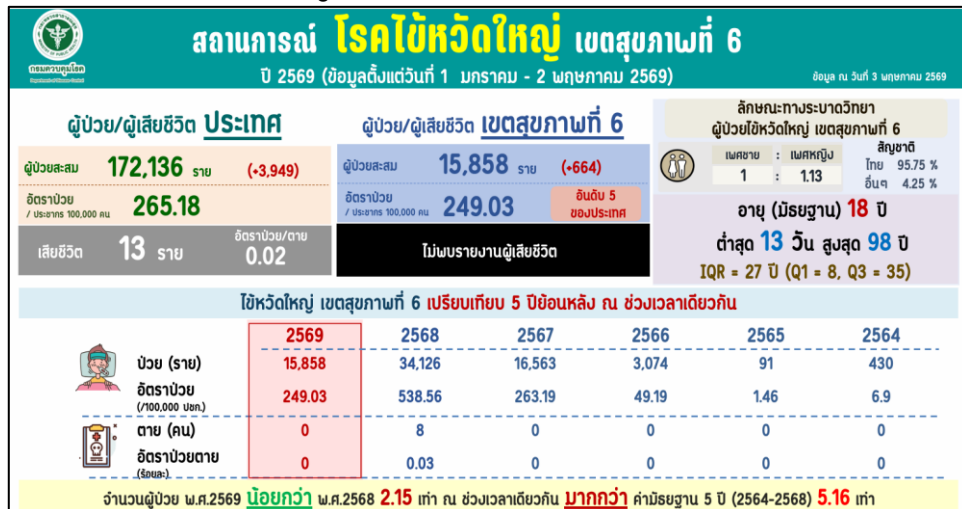 กรมควบคุมโรค
สถานการณ์ โรคไข้หวัดใหญ่ เขตสุขภาพที่ 6
ปี 2569 (ข้อมูลตั้งแต่วันที่ 1 มกราคม - 2 พฤษภาคม 2569)
ข้อมูล ณ วันที่ 3 พฤษภาคม 2569
ผู้ป่วย/ผู้เสียชีวิต ประเทศ
ผู้ป่วยสะสม 172,136 ราย (+3,949)
อัตราป่วย / ประชากร 100,000 คน 265.18
เสียชีวิต 13 ราย อัตราป่วย/ตาย 0.02
ผู้ป่วย/ผู้เสียชีวิต เขตสุขภาพที่ 6
ผู้ป่วยสะสม 15,858 ราย (+664)
อัตราป่วย / ประชากร 100,000 คน 249.03 อันดับ 5 ของประเทศ
ไม่พบรายงานผู้เสียชีวิต
ลักษณะทางระบาดวิทยา
ผู้ป่วยไข้หวัดใหญ่ เขตสุขภาพที่ 6
เพศชาย : เพศหญิง
1 : 1.13
สัญชาติ
ไทย 95.75 %
อื่นๆ 4.25 %
อายุ (มัธยฐาน) 18 ปี
ต่ำสุด 13 วัน สูงสุด 98 ปี
IQR = 27 ปี (Q1 = 8, Q3 = 35)
ไข้หวัดใหญ่ เขตสุขภาพที่ 6 เปรียบเทียบ 5 ปีย้อนหลัง ณ ช่วงเวลาเดียวกัน
2569 2568 2567 2566 2565 2564
ป่วย (ราย) 15,858 34,126 16,563 3,074 91 430
อัตราป่วย (/100,000 ปชก.) 249.03 538.56 263.19 49.19 1.46 6.9
ตาย (คน) 0 8 0 0 0 0
อัตราป่วยตาย (ร้อยละ) 0 0.03 0 0 0 0
จำนวนผู้ป่วย พ.ศ.2569 น้อยกว่า พ.ศ.2568 2.15 เท่า ณ ช่วงเวลาเดียวกัน มากกว่า ค่ามัธยฐาน 5 ปี (2564-2568) 5.16 เท่า